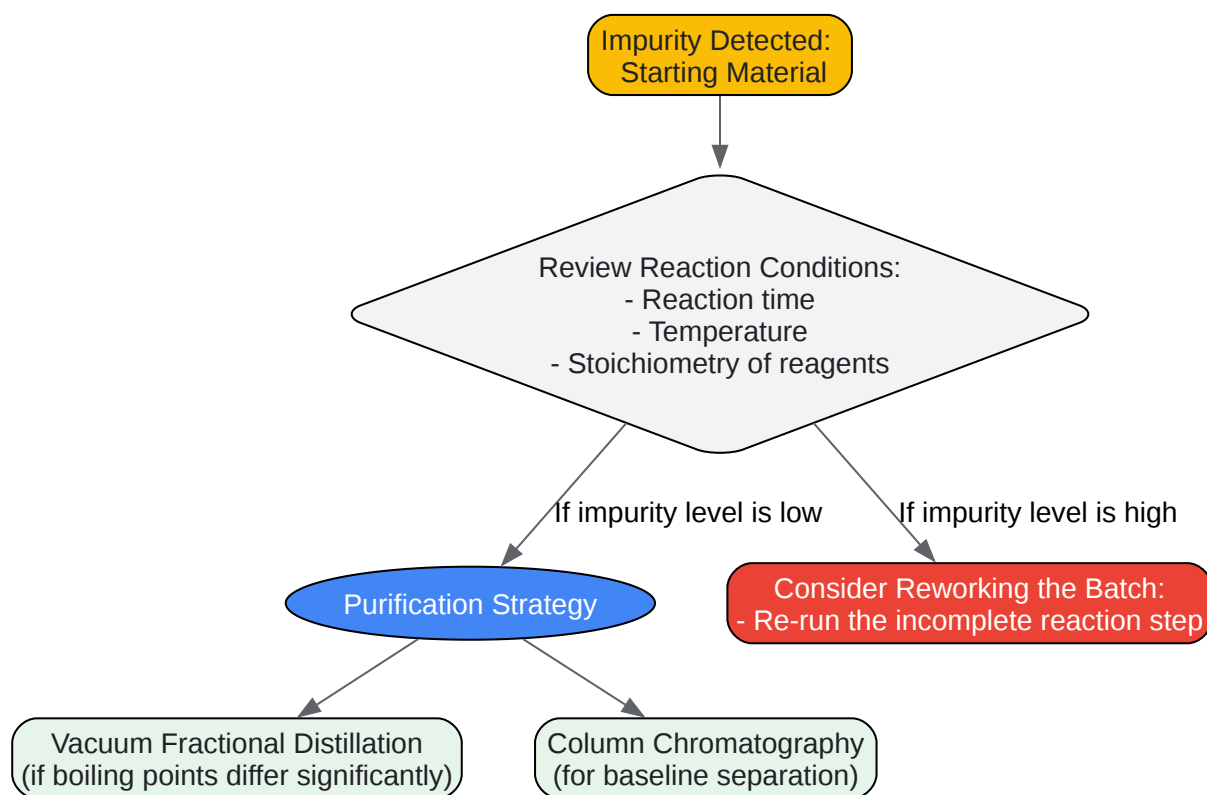 Impurity Detected:
Starting Material
Review Reaction Conditions:
- Reaction time
- Temperature
- Stoichiometry of reagents
If impurity level is low
If impurity level is high
Purification Strategy
Consider Reworking the Batch:
- Re-run the incomplete reaction step
Vacuum Fractional Distillation
(if boiling points differ significantly)
Column Chromatography
(for baseline separation)